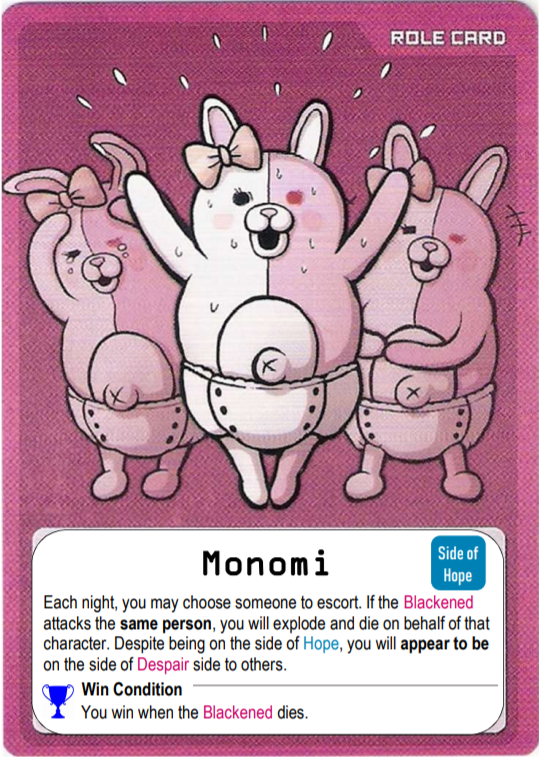 ROLE CARD
Monomi
Side of
Hope
Each night, you may choose someone to escort. If the Blackened
attacks the same person, you will explode and die on behalf of that
character. Despite being on the side of Hope, you will appear to be
on the side of Despair side to others.
Win Condition
You win when the Blackened dies.